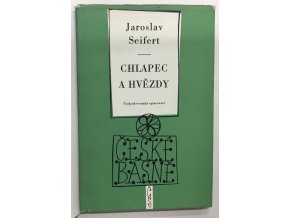 Jaroslav
Seifert
CHLAPEC
A HVĚZDY
Československý spisovatel
ČESKÉ
BÁSNĚ